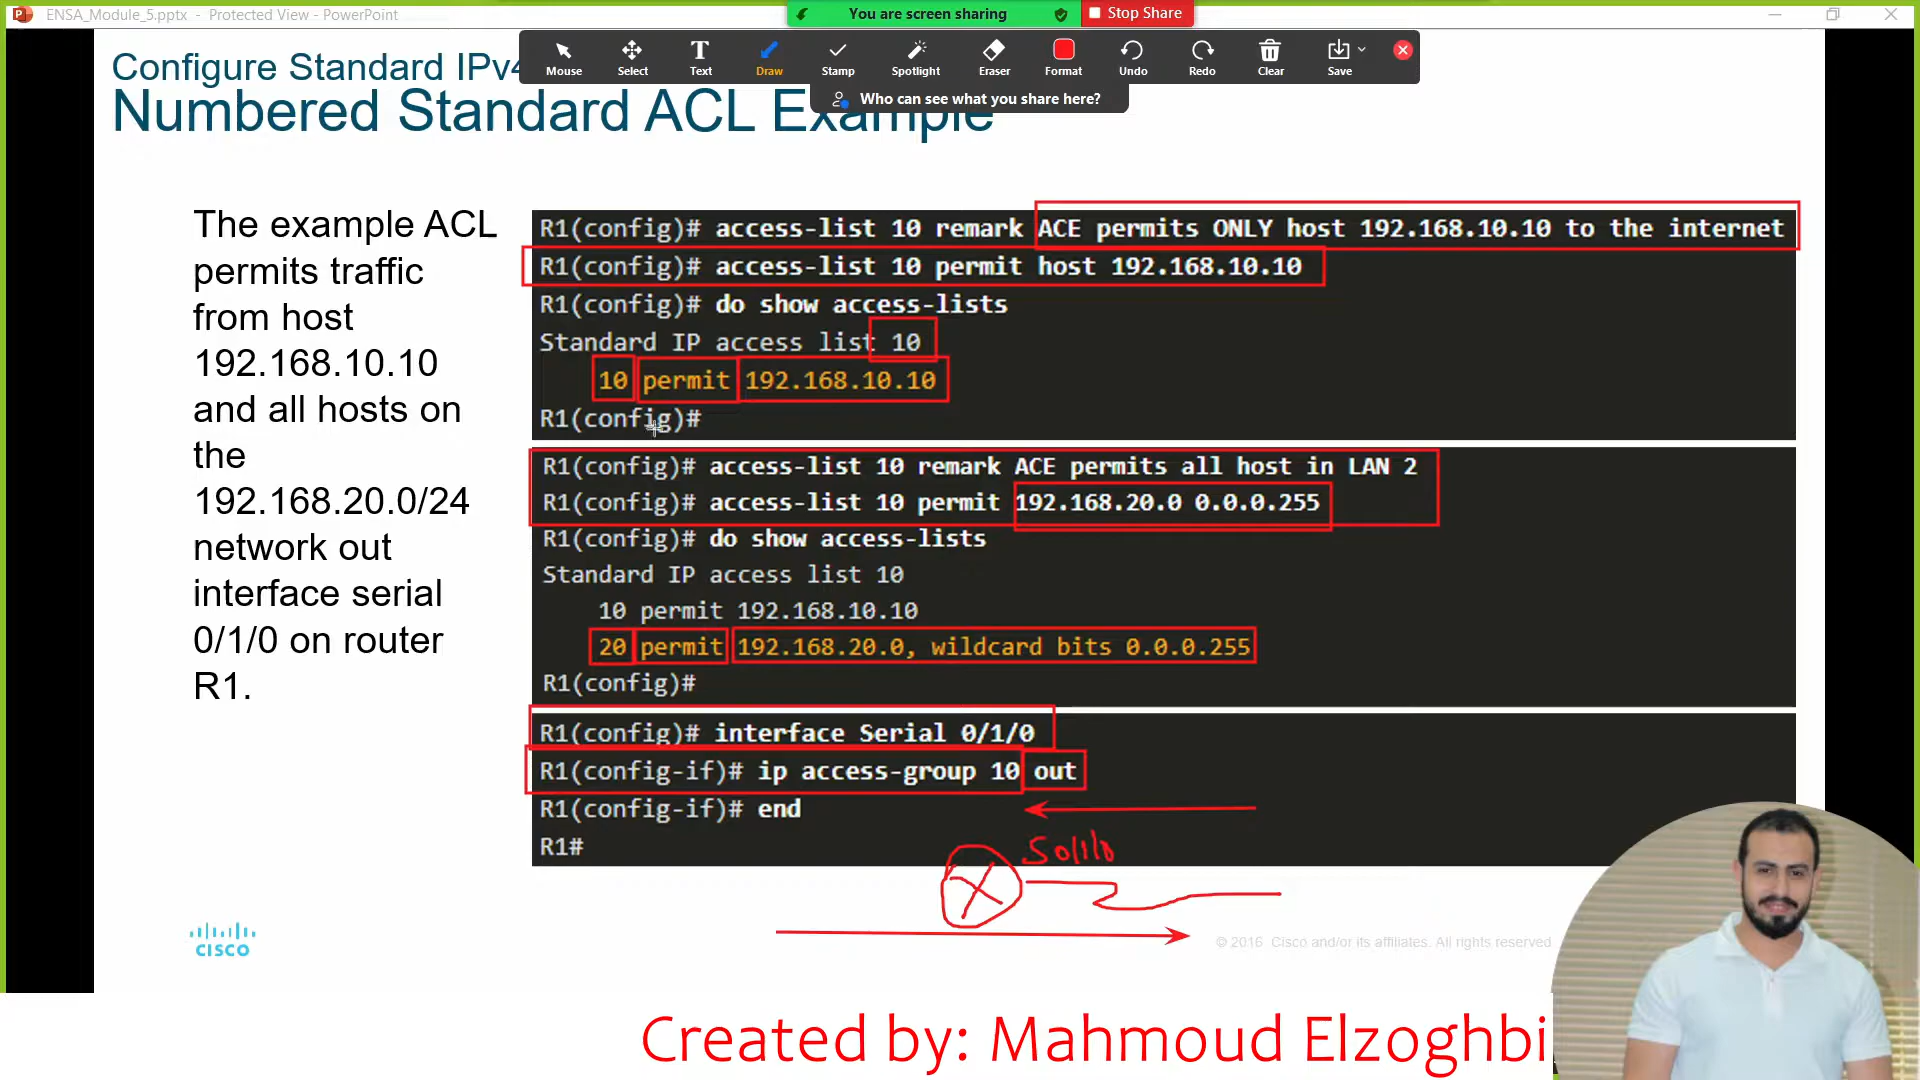 ENSA_Module_5.pptx - Protected View - PowerPoint
You are screen sharing
Stop Share
Mouse
Select
Text
Draw
Stamp
Spotlight
Eraser
Format
Undo
Redo
Clear
Save
Who can see what you share here?
Configure Standard IPv4
Numbered Standard ACL Example
The example ACL
permits traffic
from host
192.168.10.10
and all hosts on
the
192.168.20.0/24
network out
interface serial
0/1/0 on router
R1.
R1(config)# access-list 10 remark ACE permits ONLY host 192.168.10.10 to the internet
R1(config)# access-list 10 permit host 192.168.10.10
R1(config)# do show access-lists
Standard IP access list 10
10 permit 192.168.10.10
R1(config)#
R1(config)# access-list 10 remark ACE permits all host in LAN 2
R1(config)# access-list 10 permit 192.168.20.0 0.0.0.255
R1(config)# do show access-lists
Standard IP access list 10
10 permit 192.168.10.10
20 permit 192.168.20.0, wildcard bits 0.0.0.255
R1(config)#
R1(config)# interface Serial 0/1/0
R1(config-if)# ip access-group 10 out
R1(config-if)# end
R1#
S0/1/0
CISCO
© 2016 Cisco and/or its affiliates. All rights reserved
Created by: Mahmoud Elzoghbi